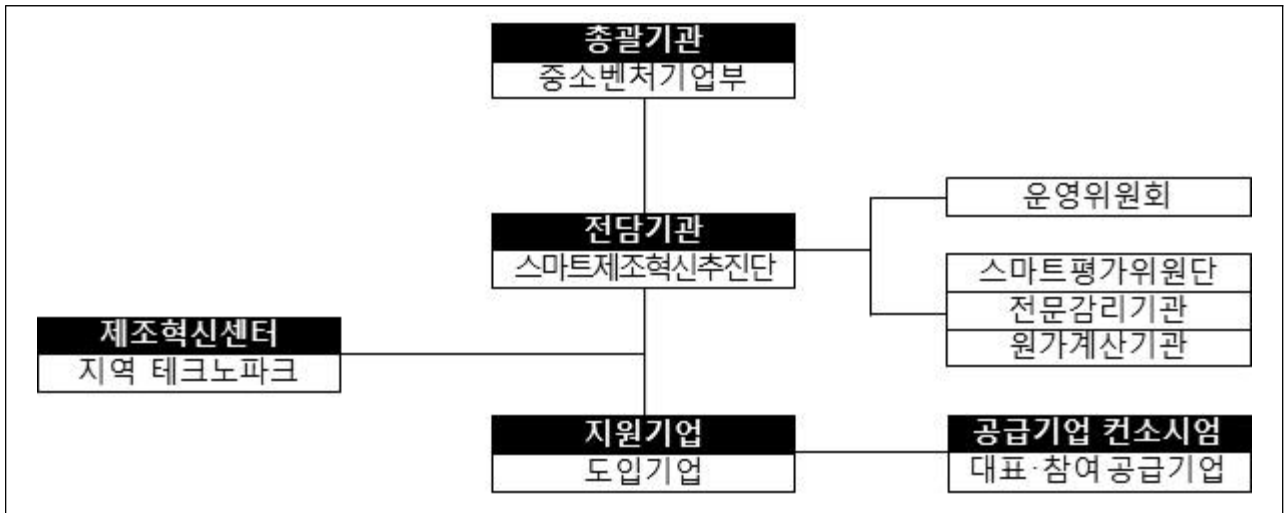 총괄기관
중소벤처기업부
운영위원회
전담기관
스마트제조혁신추진단
스마트평가위원단
전문감리기관
원가계산기관
제조혁신센터
지역 테크노파크
지원기업
도입기업
공급기업 컨소시엄
대표·참여 공급기업